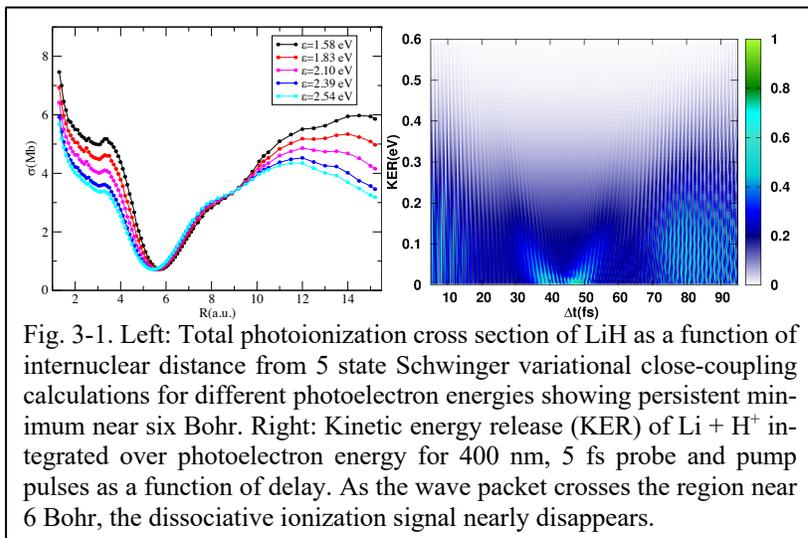 8
6
4
2
0
σ(Mb)
2 4 6 8 10 12 14
R(a.u.)
ε=1.58 eV
ε=1.83 eV
ε=2.10 eV
ε=2.39 eV
ε=2.54 eV
0.6
0.5
0.4
0.3
0.2
0.1
0
KER(eV)
10 20 30 40 50 60 70 80 90
Δt(fs)
1
0.8
0.6
0.4
0.2
0
Fig. 3-1. Left: Total photoionization cross section of LiH as a function of
internuclear distance from 5 state Schwinger variational close-coupling
calculations for different photoelectron energies showing persistent min-
imum near six Bohr. Right: Kinetic energy release (KER) of Li + H⁺ in-
tegrated over photoelectron energy for 400 nm, 5 fs probe and pump
pulses as a function of delay. As the wave packet crosses the region near
6 Bohr, the dissociative ionization signal nearly disappears.